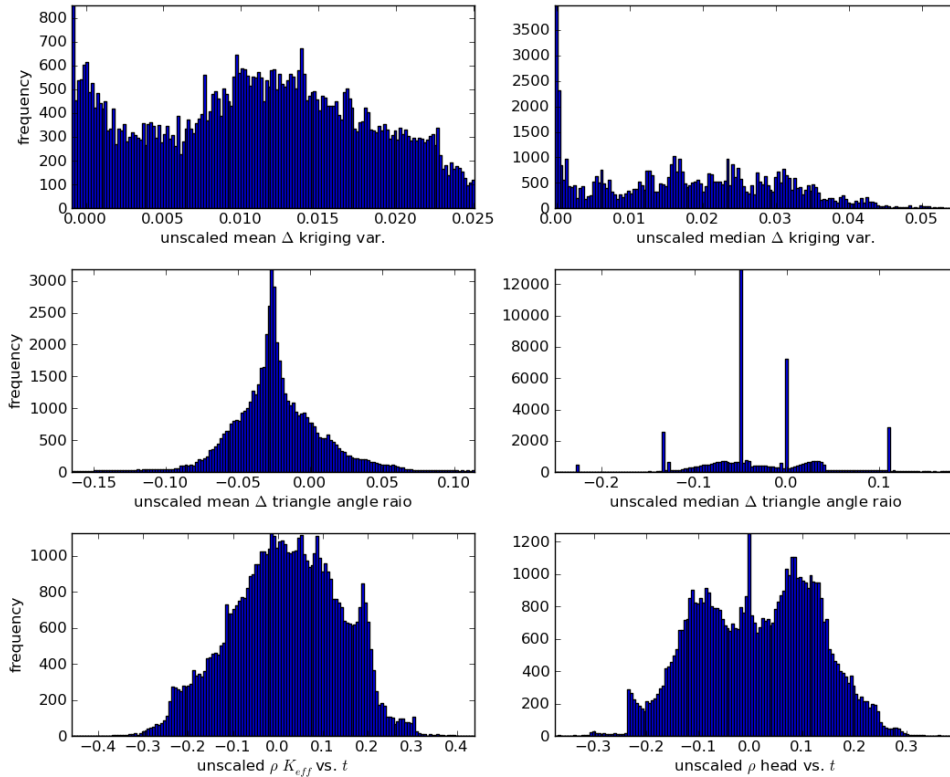 800
700
600
500
400
300
200
100
0
frequency
0.000 0.005 0.010 0.015 0.020 0.025
unscaled mean Δ kriging var.
3500
3000
2500
2000
1500
1000
500
0
0.00 0.01 0.02 0.03 0.04 0.05
unscaled median Δ kriging var.
3000
2500
2000
1500
1000
500
0
frequency
−0.15 −0.10 −0.05 0.00 0.05 0.10
unscaled mean Δ triangle angle raio
12000
10000
8000
6000
4000
2000
0
−0.2 −0.1 0.0 0.1
unscaled median Δ triangle angle raio
1000
800
600
400
200
0
frequency
−0.4 −0.3 −0.2 −0.1 0.0 0.1 0.2 0.3 0.4
unscaled ρ K_eff vs. t
1200
1000
800
600
400
200
0
−0.3 −0.2 −0.1 0.0 0.1 0.2 0.3
unscaled ρ head vs. t